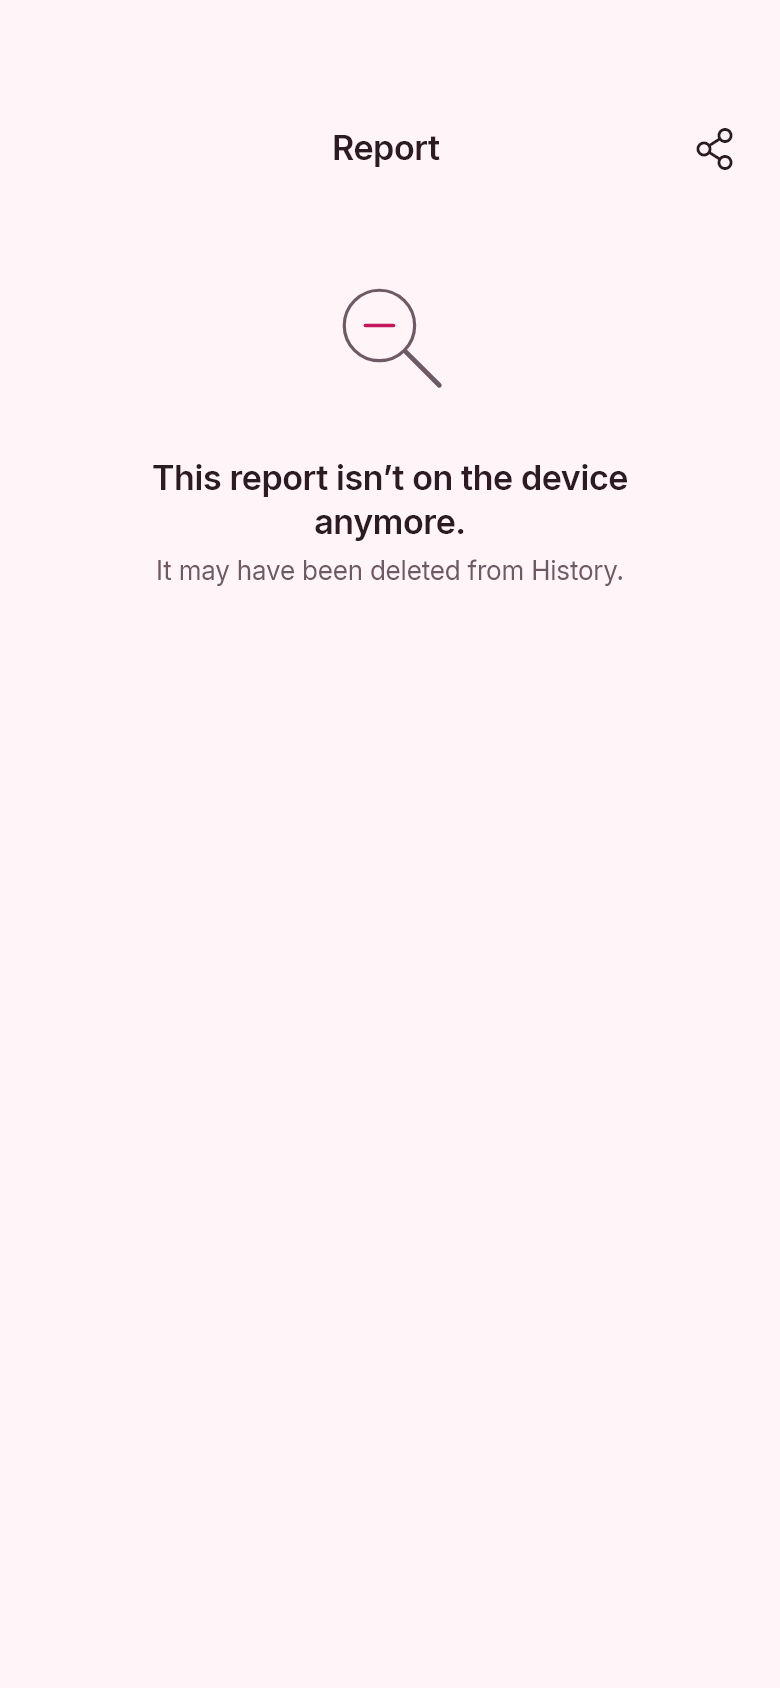 Report
This report isn’t on the device
anymore.
It may have been deleted from History.